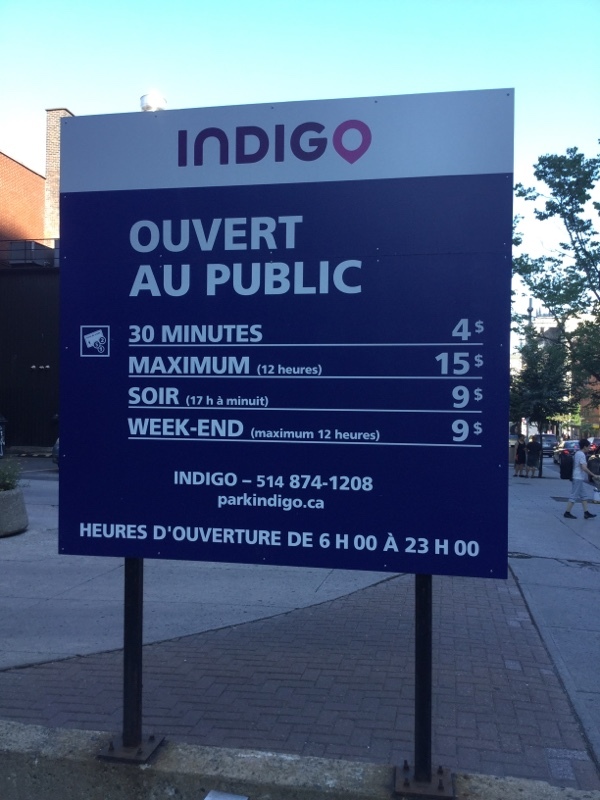 INDIGO
OUVERT
AU PUBLIC
30 MINUTES 4$
MAXIMUM (12 heures) 15$
SOIR (17 h à minuit) 9$
WEEK-END (maximum 12 heures) 9$
INDIGO – 514 874-1208
parkindigo.ca
HEURES D'OUVERTURE DE 6 H 00 À 23 H 00